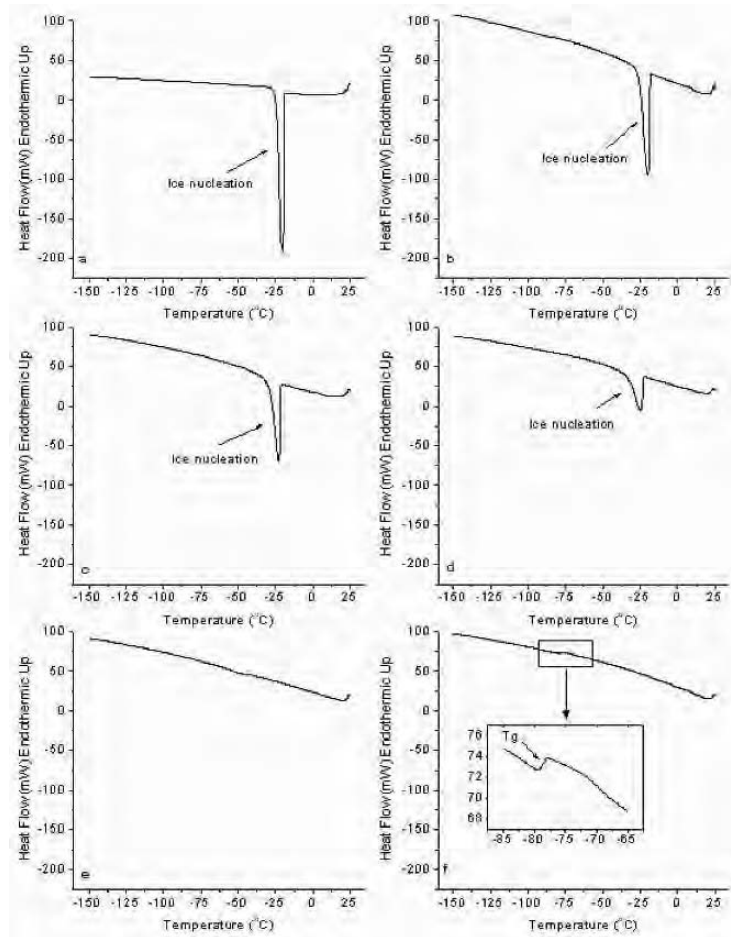 Heat Flow(mW) Endothermic Up
100
50
0
-50
-100
-150
-200
Ice nucleation
a
-150 -125 -100 -75 -50 -25 0 25
Temperature (°C)
Heat Flow(mW) Endothermic Up
100
50
0
-50
-100
-150
-200
Ice nucleation
b
-150 -125 -100 -75 -50 -25 0 25
Temperature (°C)
Heat Flow (mW) Endothermic Up
100
50
0
-50
-100
-150
-200
Ice nucleation
c
-150 -125 -100 -75 -50 -25 0 25
Temperature (°C)
Heat Flow (mW) Endothermic Up
100
50
0
-50
-100
-150
-200
Ice nucleation
d
-150 -125 -100 -75 -50 -25 0 25
Temperature (°C)
Heat Flow(mW) Endothermic Up
100
50
0
-50
-100
-150
-200
e
-150 -125 -100 -75 -50 -25 0 25
Temperature (°C)
Heat Flow(mW) Endothermic Up
100
50
0
-50
-100
-150
-200
76
74
72
70
68
Tg
-85 -80 -75 -70 -65
f
-150 -125 -100 -75 -50 -25 0 25
Temperature (°C)